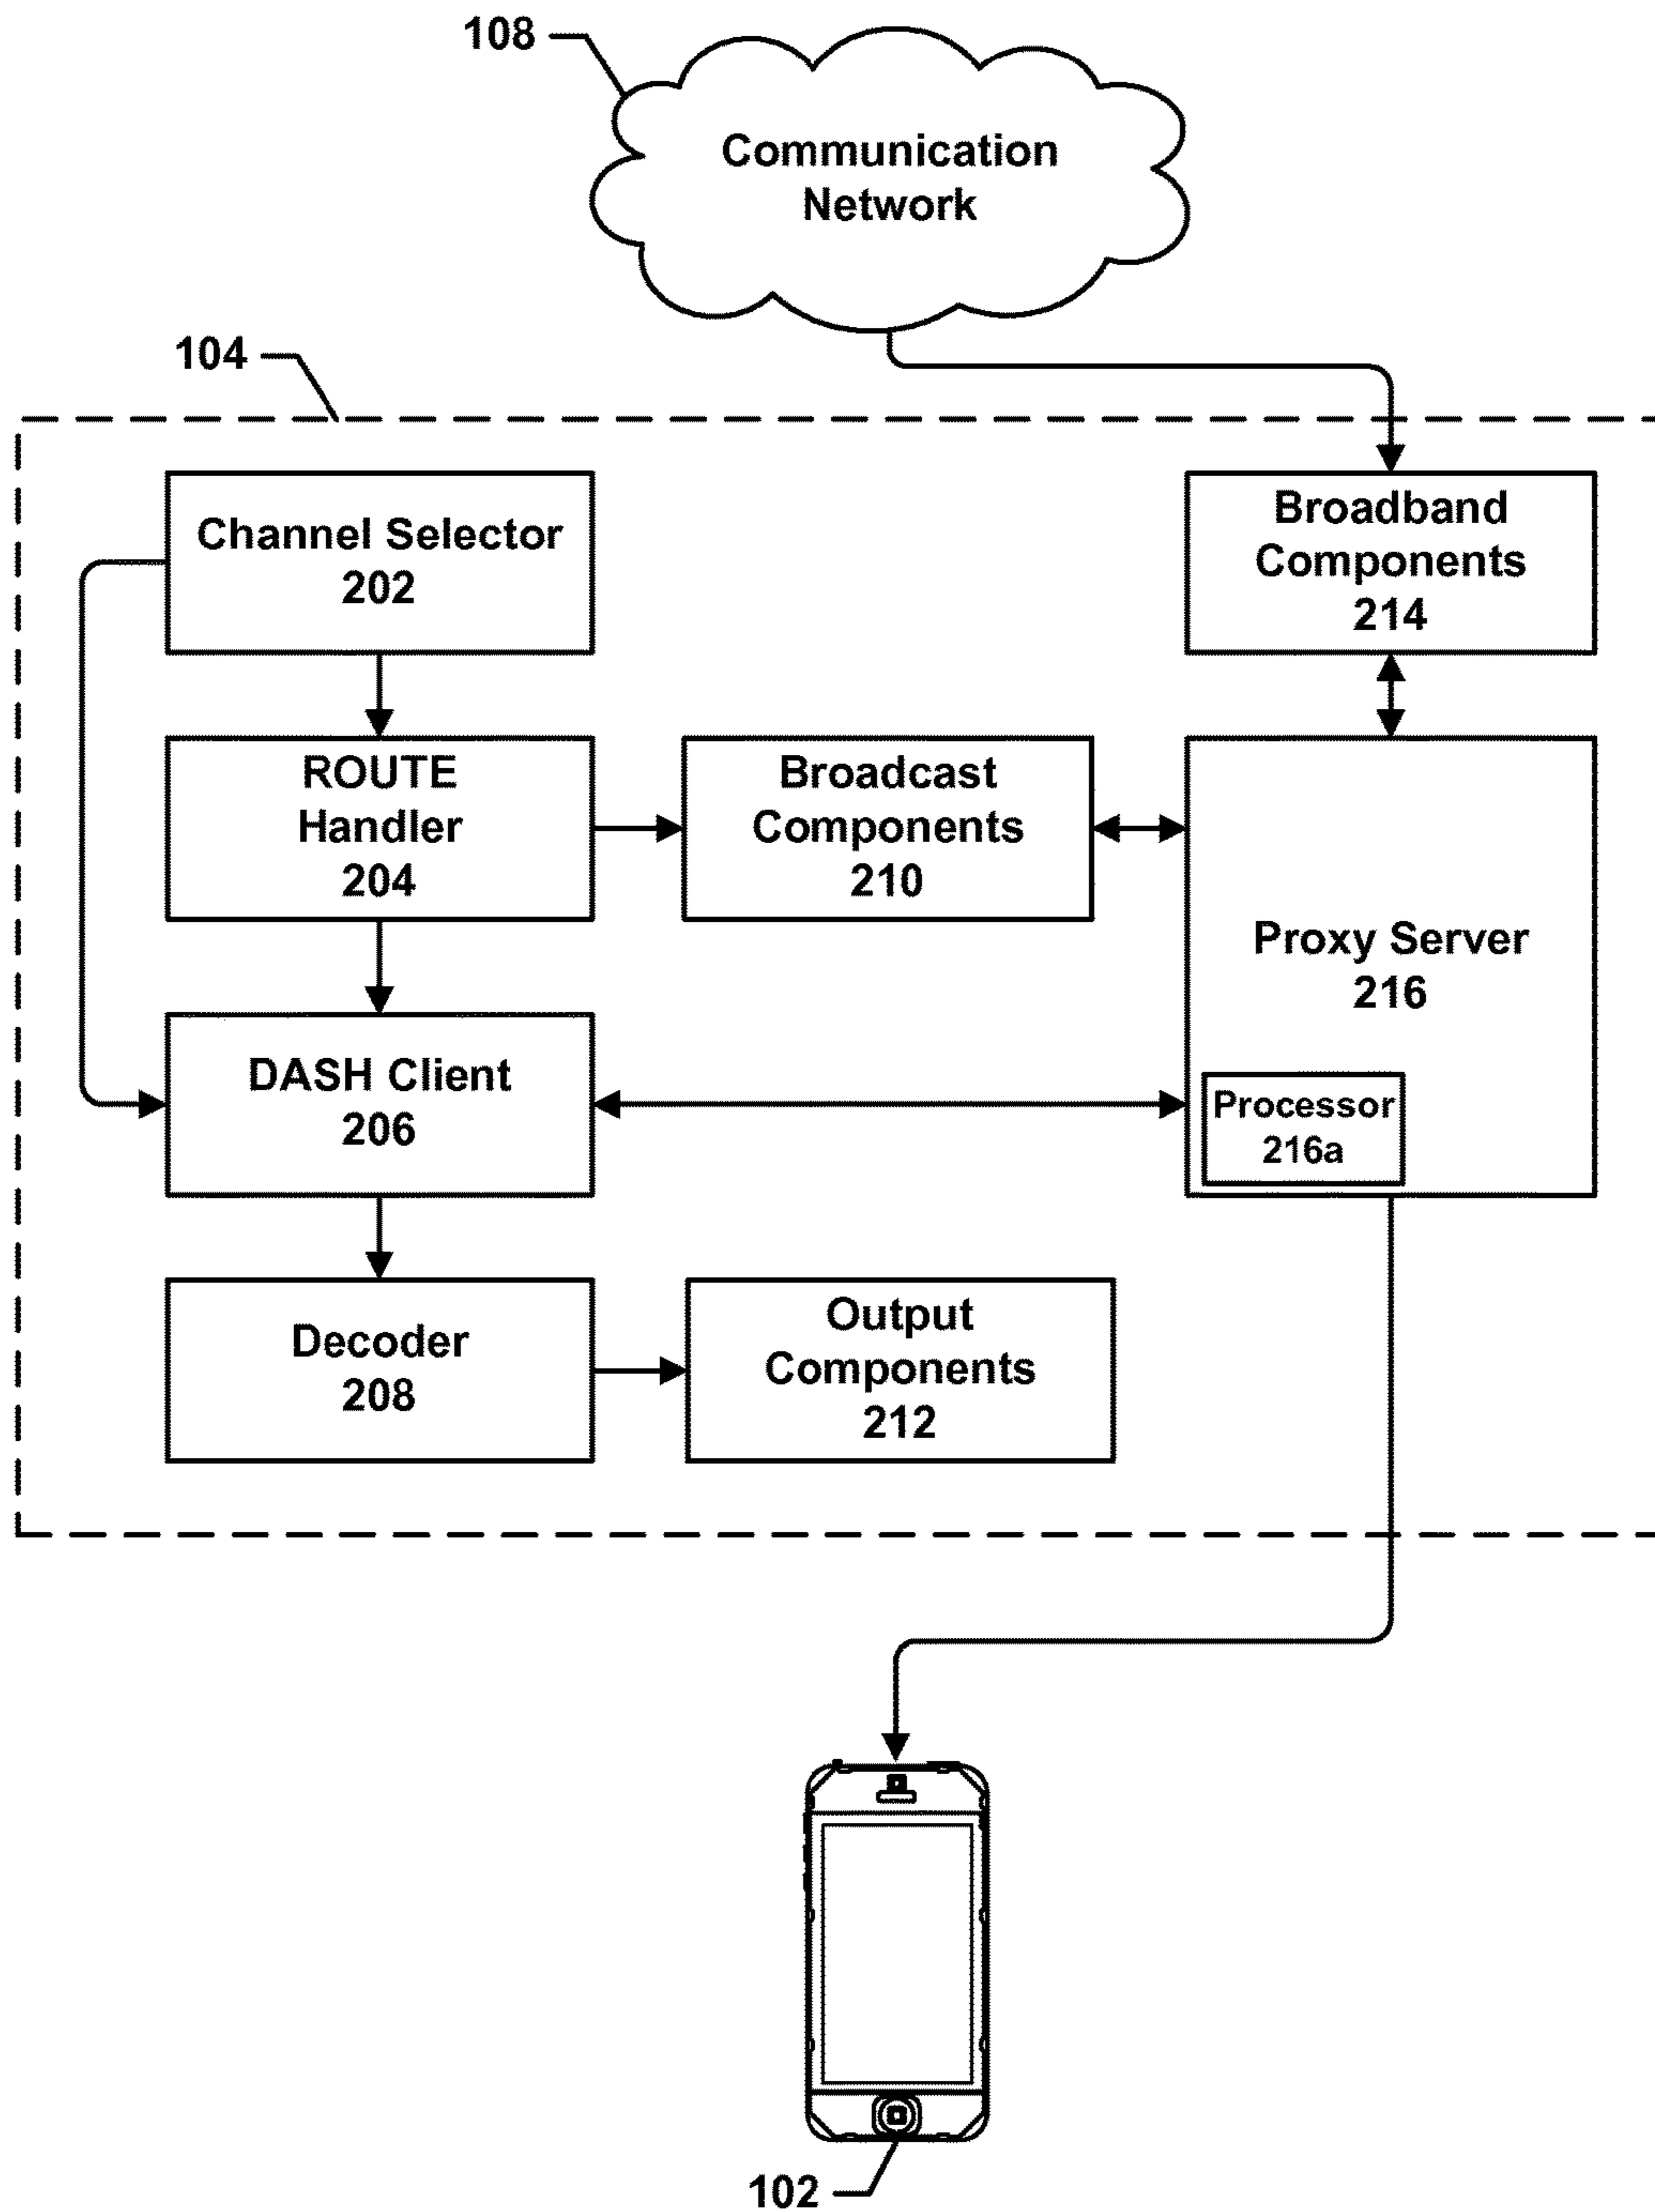 108
Communication
Network
104
Channel Selector
202
Broadband
Components
214
ROUTE
Handler
204
Broadcast
Components
210
Proxy Server
216
DASH Client
206
Processor
216a
Decoder
208
Output
Components
212
102